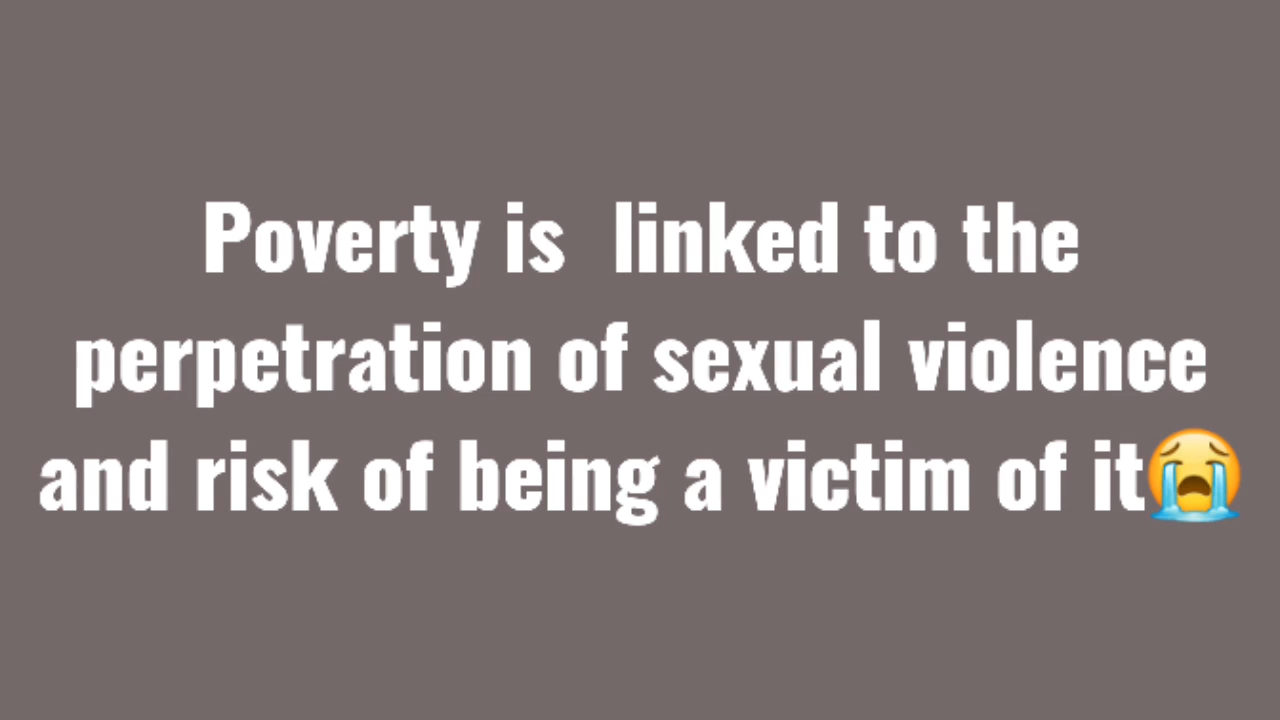 Poverty is  linked to the
perpetration of sexual violence
and risk of being a victim of it😭